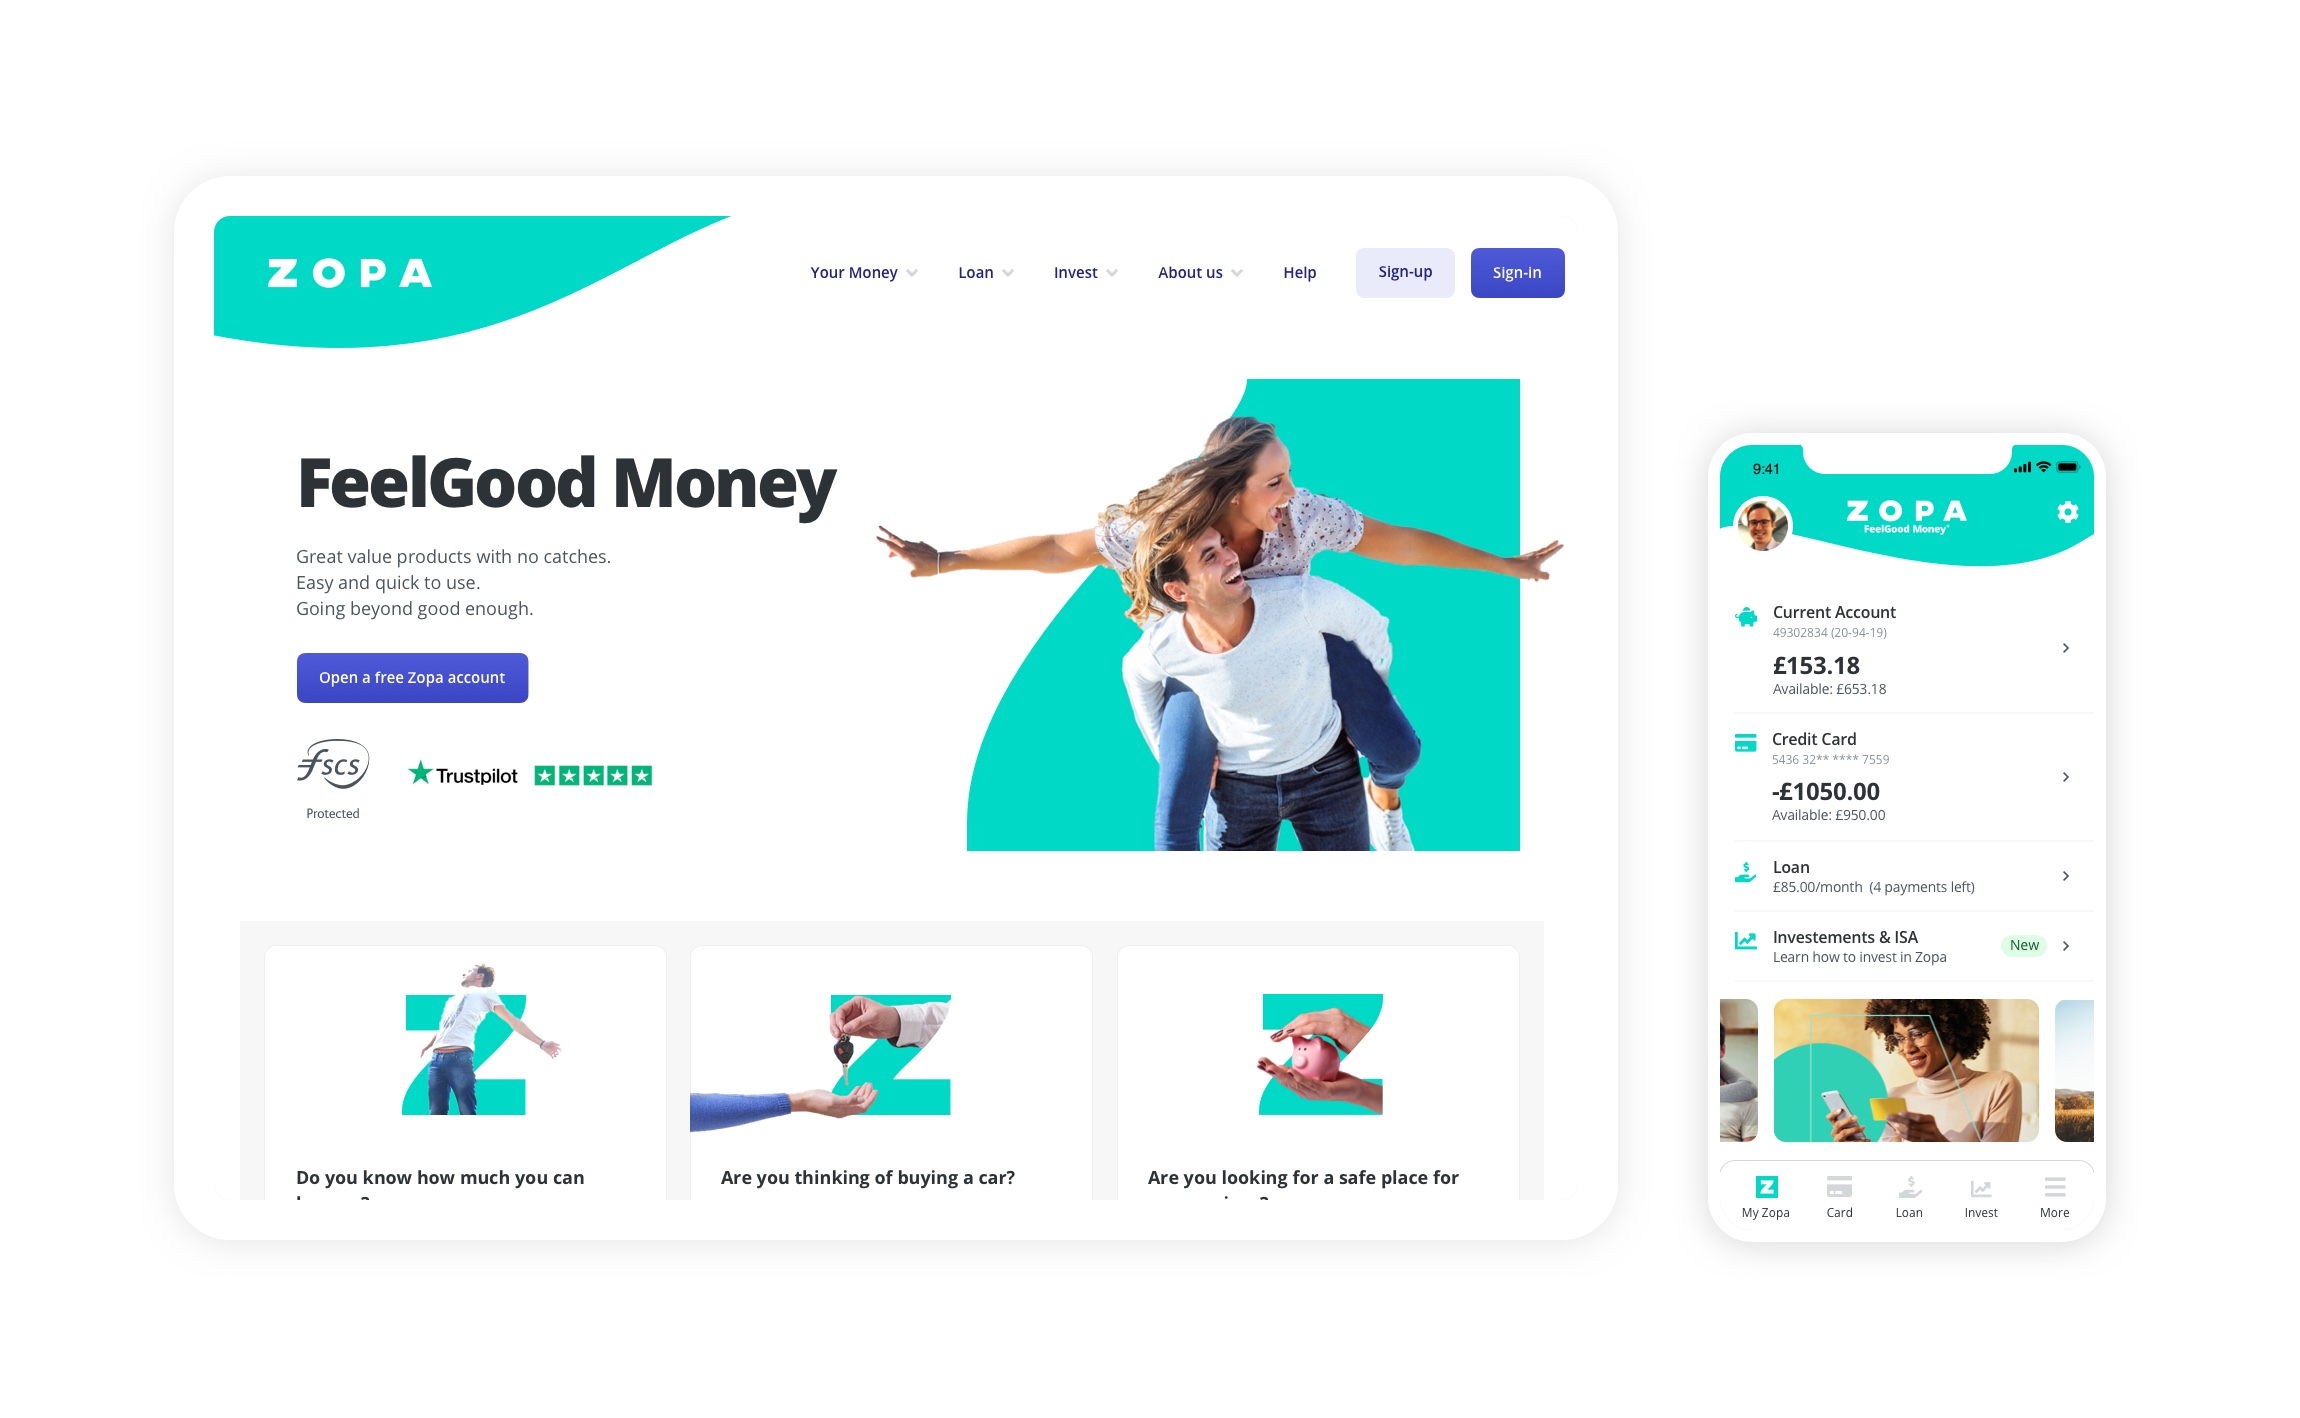 ZOPA
Your Money
Loan
Invest
About us
Help
Sign-up
Sign-in
FeelGood Money
Great value products with no catches.
Easy and quick to use.
Going beyond good enough.
Open a free Zopa account
fscs
Protected
Trustpilot
Do you know how much you can
Are you thinking of buying a car?
Are you looking for a safe place for
9:41
ZOPA
FeelGood Money
Current Account
49302834 (20-94-19)
£153.18
Available: £653.18
Credit Card
5436 32** **** 7559
-£1050.00
Available: £950.00
Loan
£85.00/month (4 payments left)
Investements & ISA
Learn how to invest in Zopa
New
My Zopa
Card
Loan
Invest
More